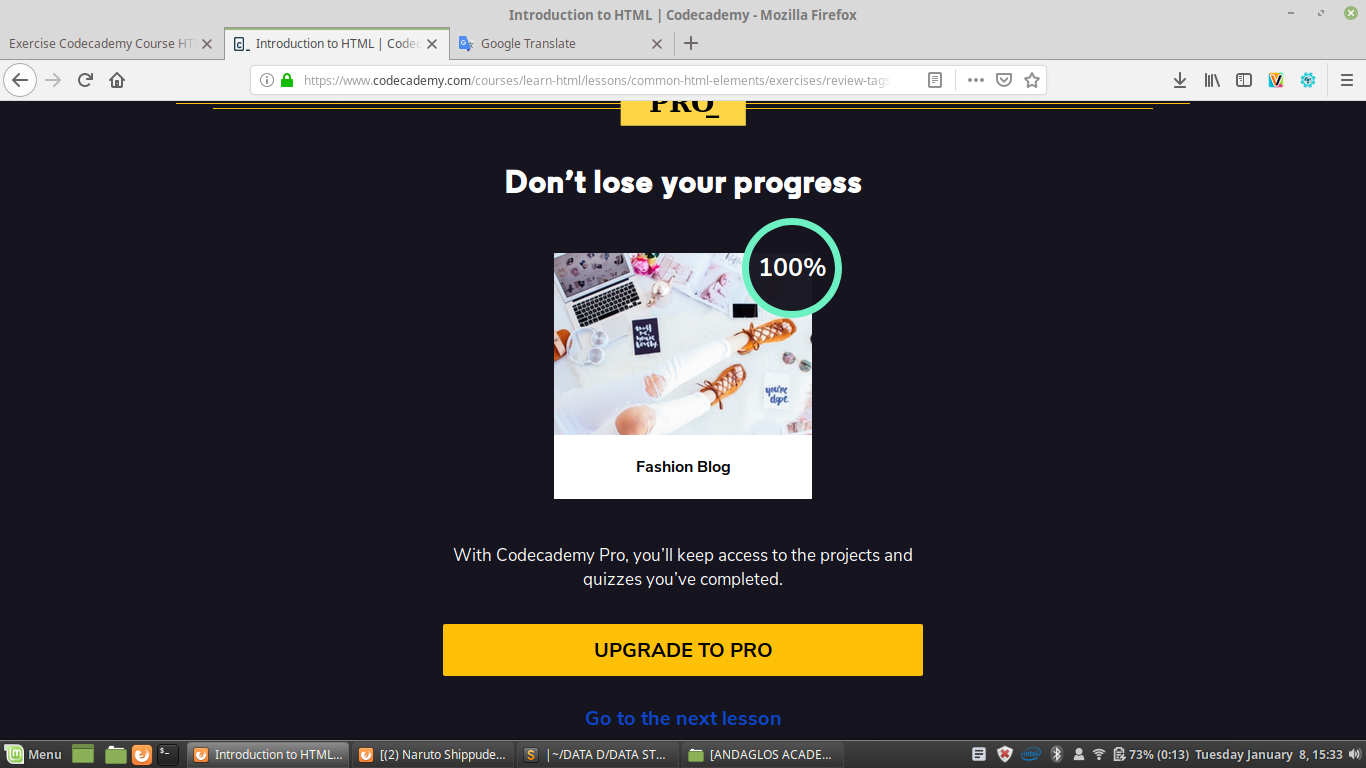 Introduction to HTML | Codecademy - Mozilla Firefox
Exercise Codecademy Course HT
Introduction to HTML | Codec
Google Translate
https://www.codecademy.com/courses/learn-html/lessons/common-html-elements/exercises/review-tags
PRO_
Don't lose your progress
100%
you're
dope.
Fashion Blog
With Codecademy Pro, you'll keep access to the projects and
quizzes you've completed.
UPGRADE TO PRO
Go to the next lesson
Menu
Introduction to HTML...
[(2) Naruto Shippude...
|~/DATA D/DATA ST...
[ANDAGLOS ACADE...
73% (0:13)
Tuesday January 8, 15:33